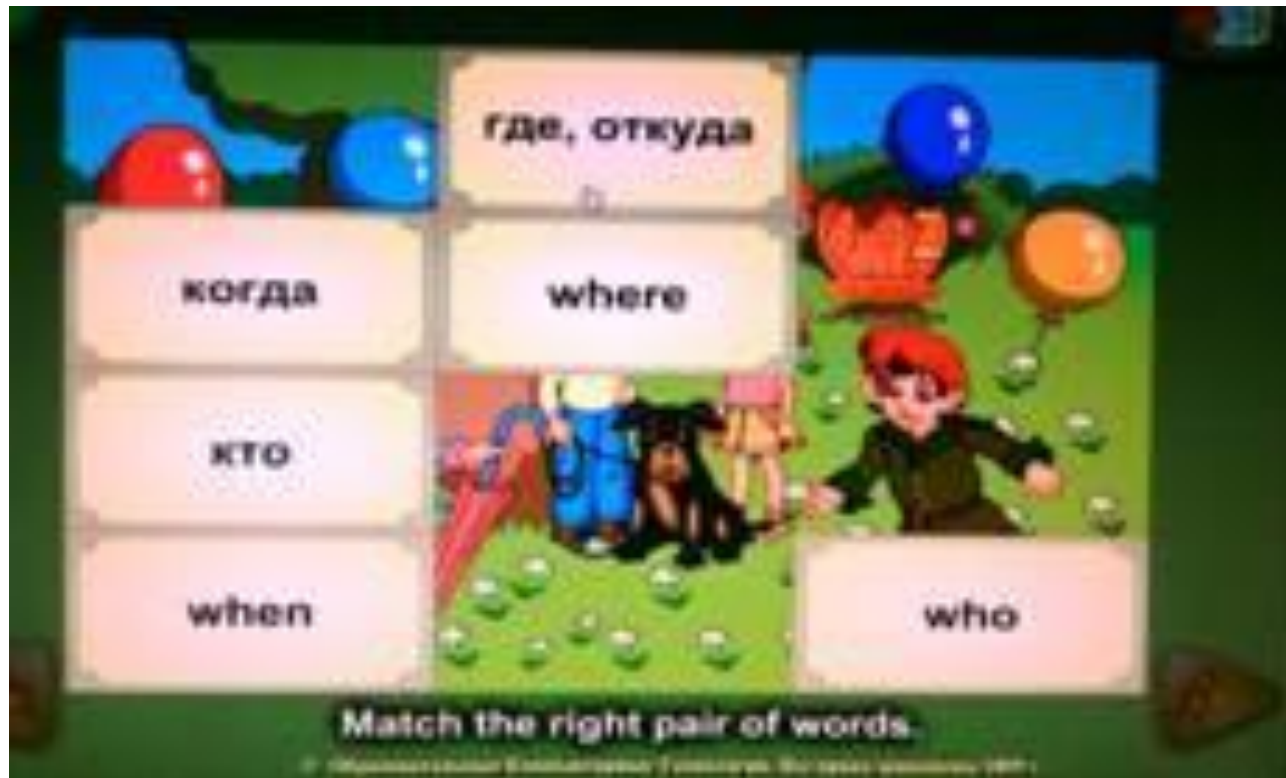 где, откуда
когда
where
кто
when
who
Match the right pair of words.